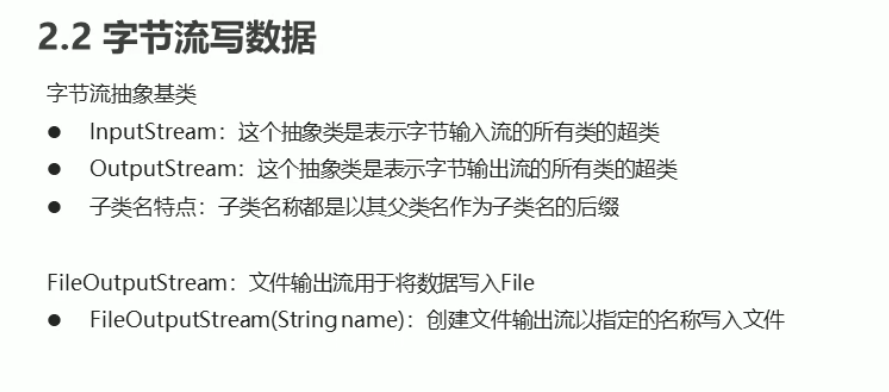 2.2 字节流写数据
字节流抽象基类
● InputStream：这个抽象类是表示字节输入流的所有类的超类
● OutputStream：这个抽象类是表示字节输出流的所有类的超类
● 子类名特点：子类名称都是以其父类名作为子类名的后缀
FileOutputStream：文件输出流用于将数据写入File
● FileOutputStream(String name)：创建文件输出流以指定的名称写入文件